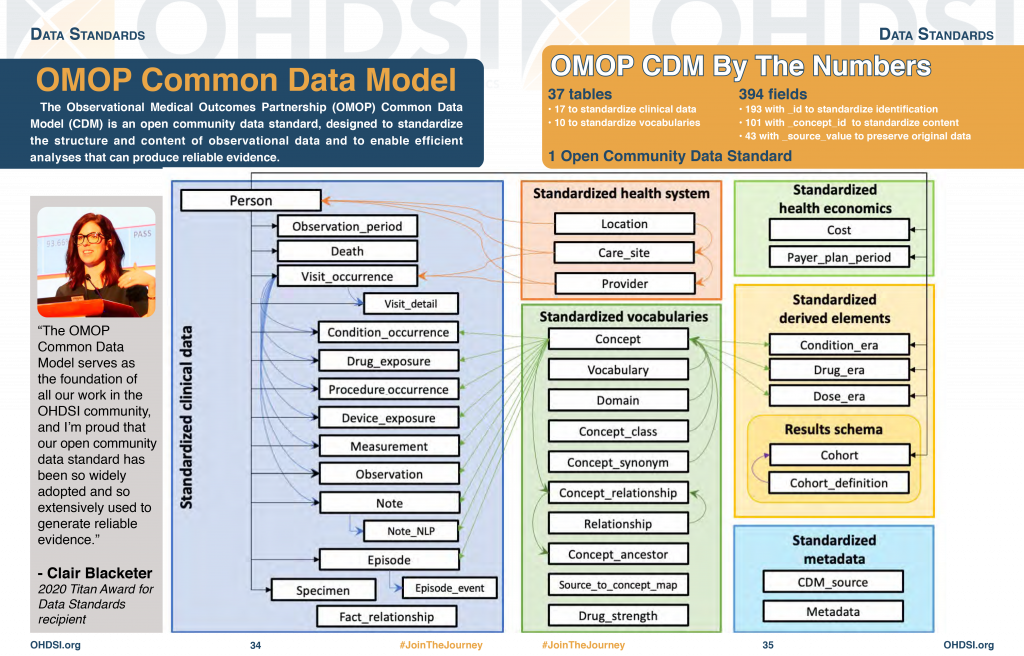 OHDSI
OHDSI
DATA STANDARDS
OMOP Common Data Model
The Observational Medical Outcomes Partnership (OMOP) Common Data
Model (CDM) is an open community data standard, designed to standardize
the structure and content of observational data and to enable efficient
analyses that can produce reliable evidence.
DATA STANDARDS
OMOP CDM By The Numbers
37 tables
• 17 to standardize clinical data
• 10 to standardize vocabularies
394 fields
• 193 with _id to standardize identification
• 101 with _concept_id to standardize content
• 43 with _source_value to preserve original data
1 Open Community Data Standard
PASS
“The OMOP
Common Data
Model serves as
the foundation of
all our work in the
OHDSI community,
and I’m proud that
our open community
data standard has
been so widely
adopted and so
extensively used to
generate reliable
evidence.”
- Clair Blacketer
2020 Titan Award for
Data Standards
recipient
Standardized clinical data
Person
Observation_period
Death
Visit_occurrence
Visit_detail
Condition_occurrence
Drug_exposure
Procedure occurrence
Device_exposure
Measurement
Observation
Note
Note_NLP
Episode
Specimen
Episode_event
Fact_relationship
Standardized health system
Location
Care_site
Provider
Standardized vocabularies
Concept
Vocabulary
Domain
Concept_class
Concept_synonym
Concept_relationship
Relationship
Concept_ancestor
Source_to_concept_map
Drug_strength
Standardized
health economics
Cost
Payer_plan_period
Standardized
derived elements
Condition_era
Drug_era
Dose_era
Results schema
Cohort
Cohort_definition
Standardized
metadata
CDM_source
Metadata
OHDSI.org
34
#JoinTheJourney
#JoinTheJourney
35
OHDSI.org